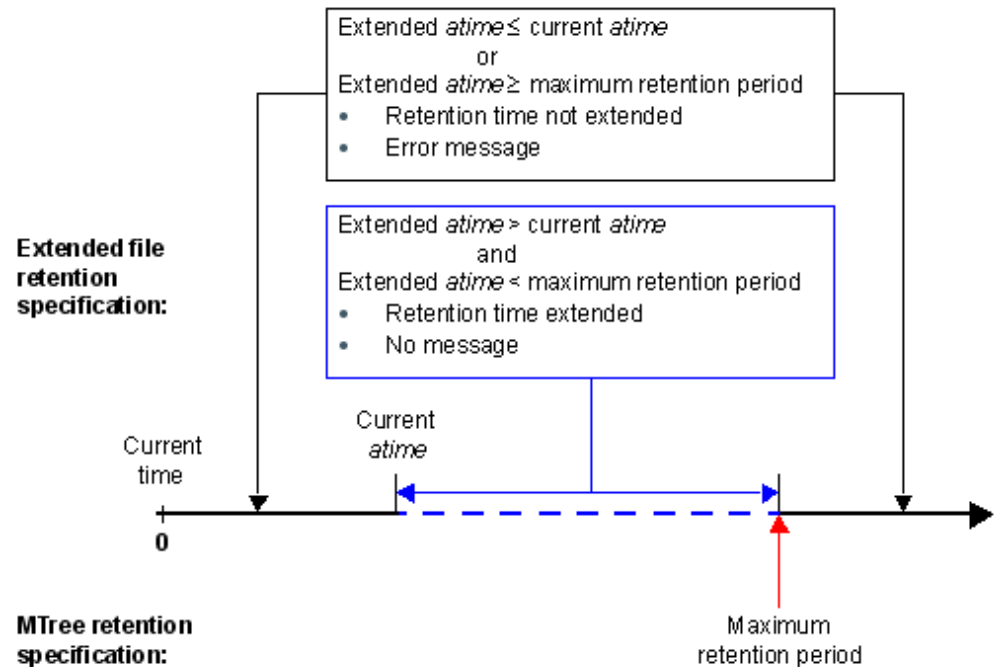 Extended atime ≤ current atime
or
Extended atime ≥ maximum retention period
• Retention time not extended
• Error message
Extended file
retention
specification:
Extended atime > current atime
and
Extended atime < maximum retention period
• Retention time extended
• No message
Current
time
Current
atime
0
MTree retention
specification:
Maximum
retention period